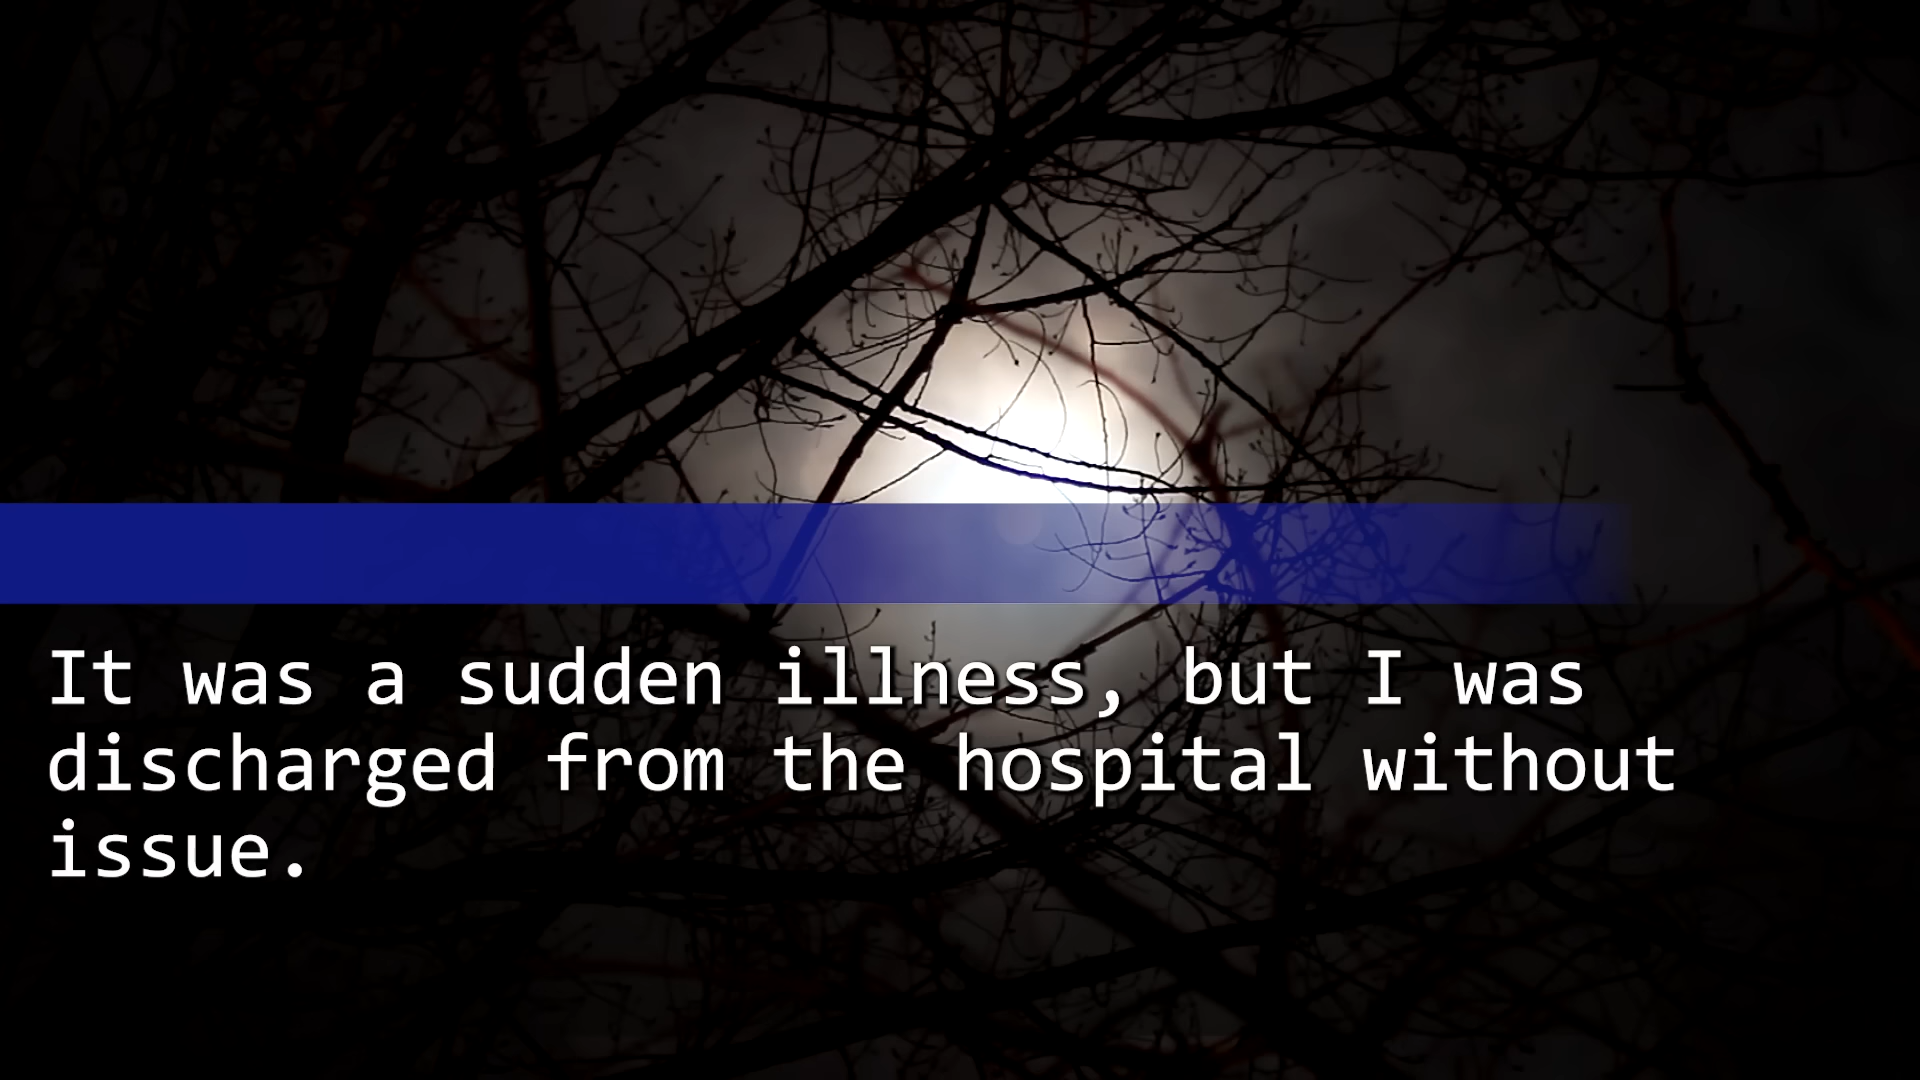 It was a sudden illness, but I was
discharged from the hospital without
issue.